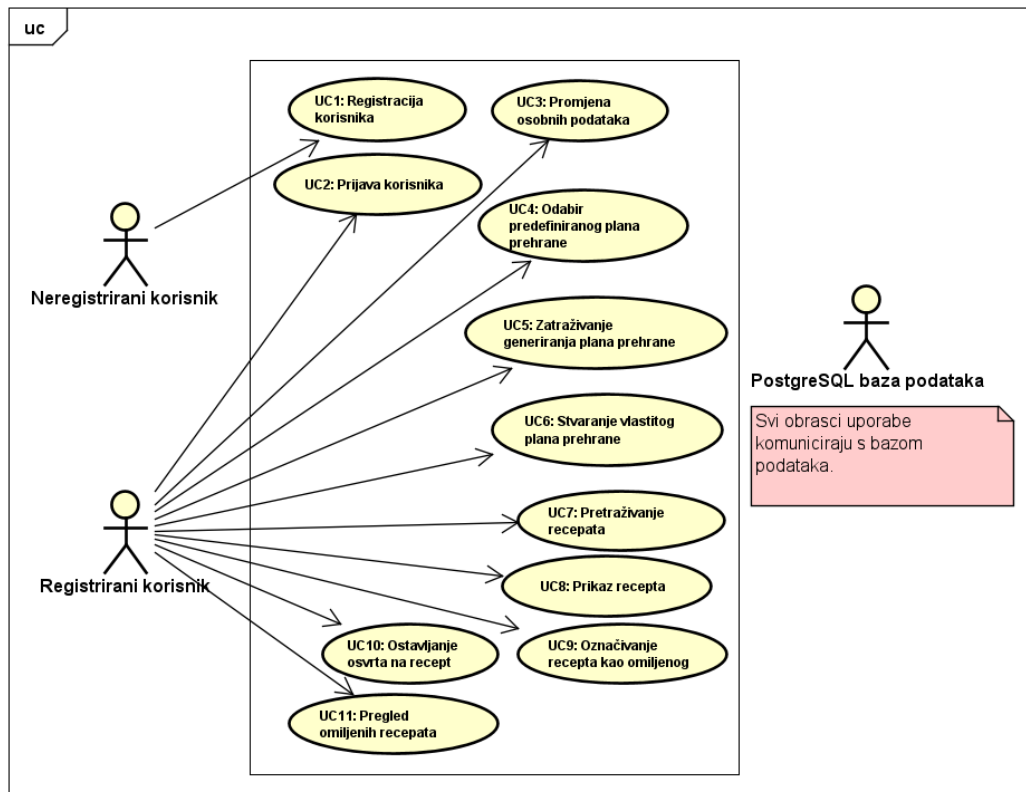 uc
UC1: Registracija
korisnika
UC3: Promjena
osobnih podataka
UC2: Prijava korisnika
UC4: Odabir
predefiniranog plana
prehrane
Neregistrirani korisnik
UC5: Zatraživanje
generiranja plana prehrane
PostgreSQL baza podataka
Svi obrasci uporabe
komuniciraju s bazom
podataka.
UC6: Stvaranje vlastitog
plana prehrane
UC7: Pretraživanje
recepata
Registrirani korisnik
UC8: Prikaz recepta
UC10: Ostavljanje
osvrta na recept
UC9: Označivanje
recepta kao omiljenog
UC11: Pregled
omiljenih recepata